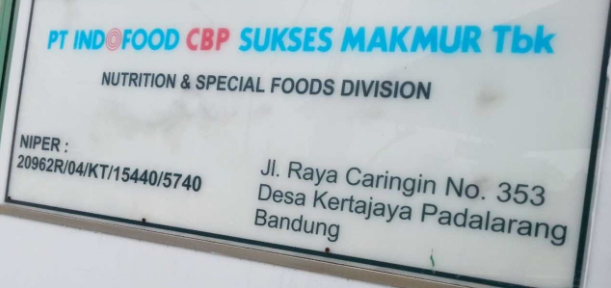 PT INDOFOOD CBP SUKSES MAKMUR Tbk
NUTRITION & SPECIAL FOODS DIVISION
NIPER :
20962R/04/KT/15440/5740
Jl. Raya Caringin No. 353
Desa Kertajaya Padalarang
Bandung